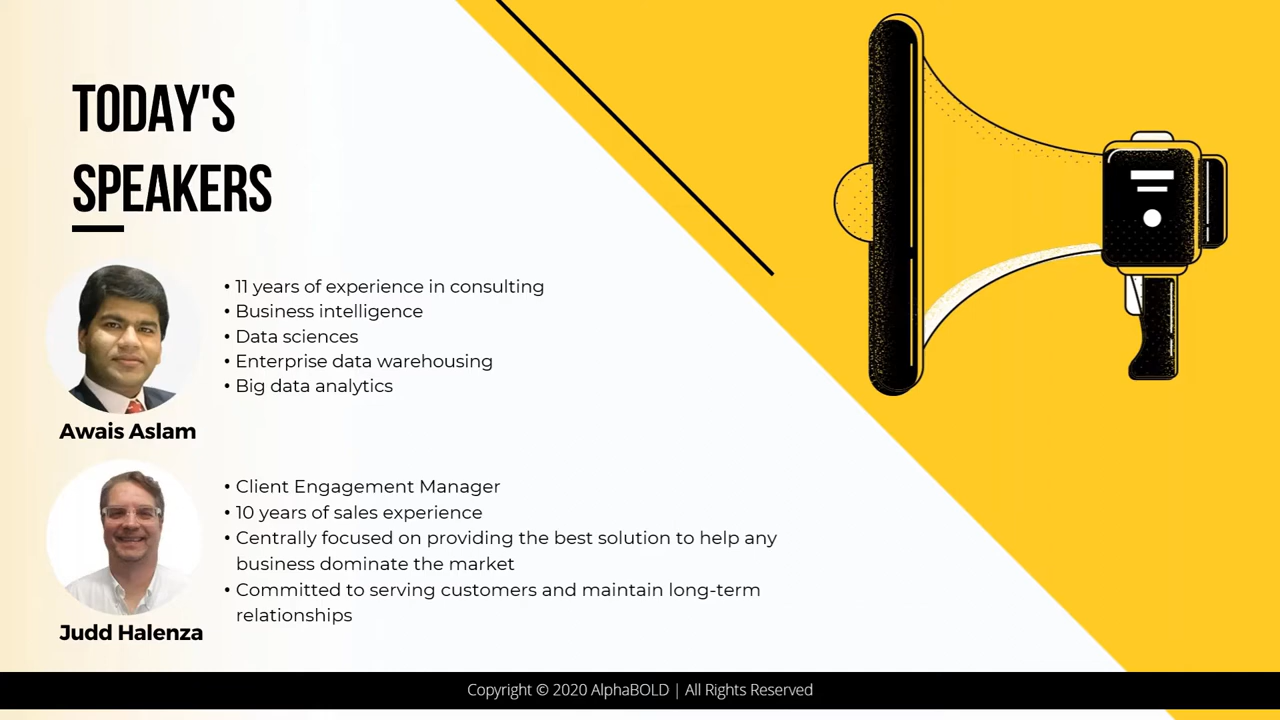 TODAY'S
SPEAKERS
• 11 years of experience in consulting
• Business intelligence
• Data sciences
• Enterprise data warehousing
• Big data analytics
Awais Aslam
• Client Engagement Manager
• 10 years of sales experience
• Centrally focused on providing the best solution to help any
business dominate the market
• Committed to serving customers and maintain long-term
relationships
Judd Halenza
Copyright © 2020 AlphaBOLD | All Rights Reserved